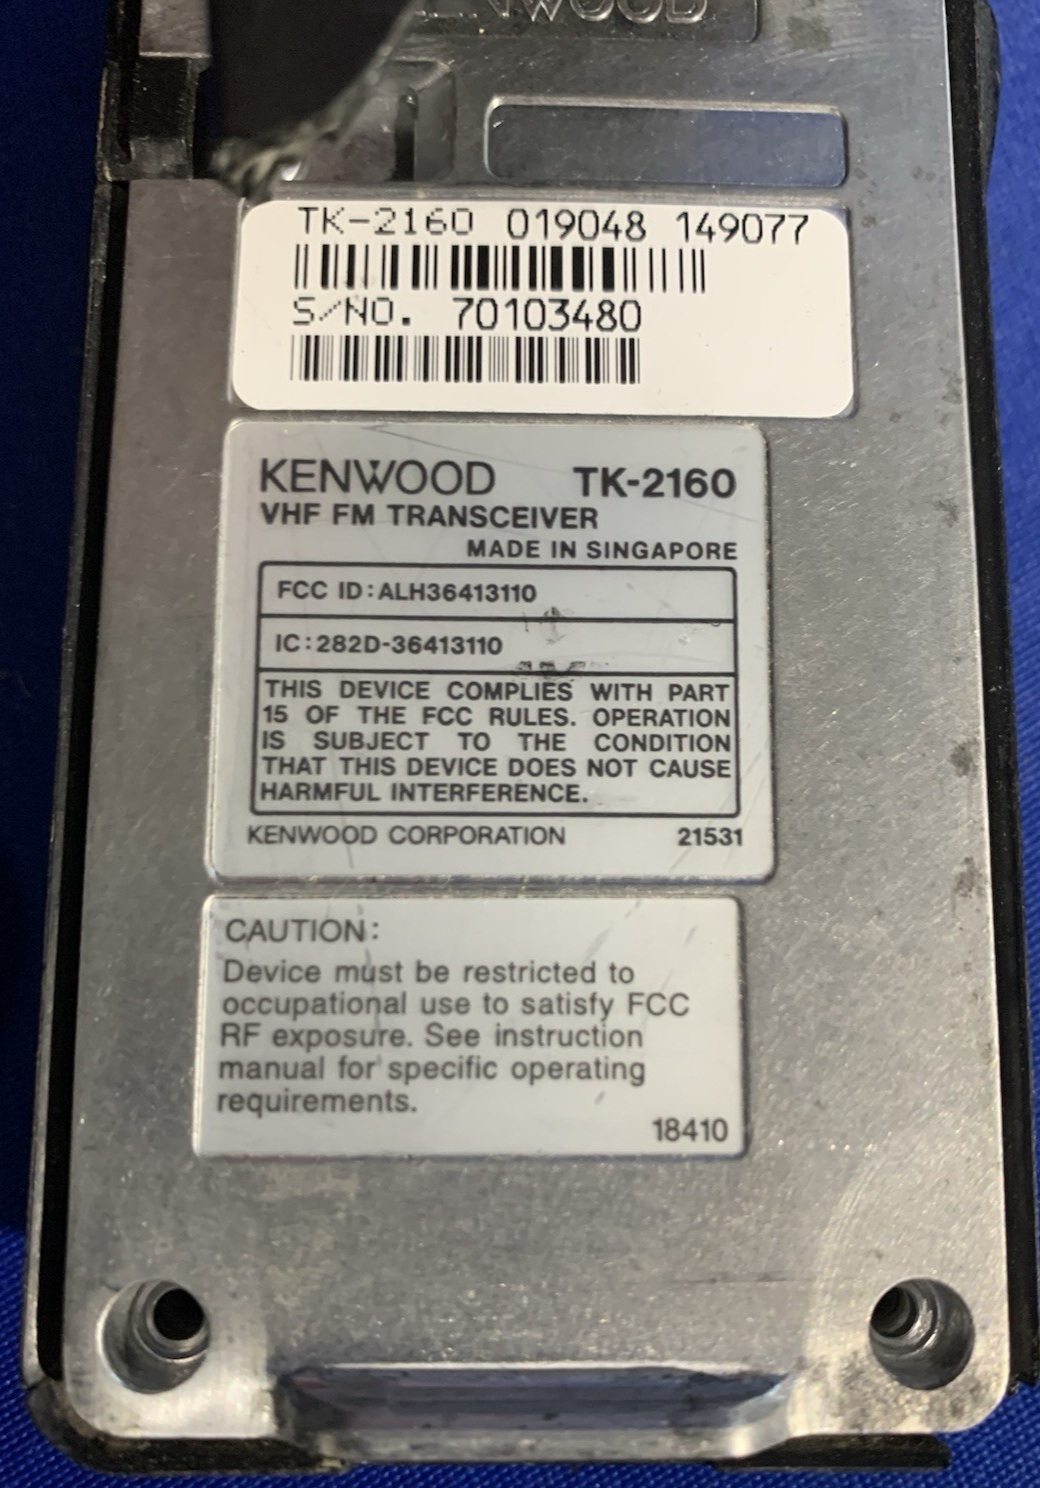 KENWOOD
TK-2160 019048 149077
S/NO. 70103480
KENWOOD TK-2160
VHF FM TRANSCEIVER
MADE IN SINGAPORE
FCC ID:ALH36413110
IC:282D-36413110
THIS DEVICE COMPLIES WITH PART
15 OF THE FCC RULES. OPERATION
IS SUBJECT TO THE CONDITION
THAT THIS DEVICE DOES NOT CAUSE
HARMFUL INTERFERENCE.
KENWOOD CORPORATION 21531
CAUTION:
Device must be restricted to
occupational use to satisfy FCC
RF exposure. See instruction
manual for specific operating
requirements.
18410